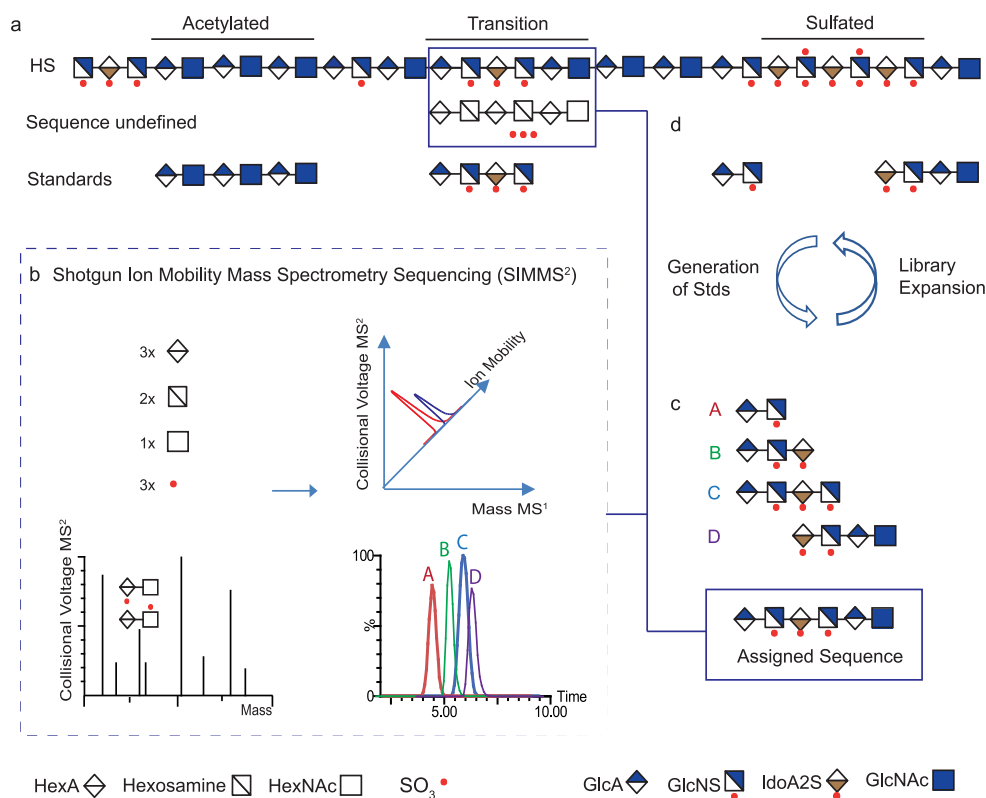 a
Acetylated
Transition
Sulfated
HS
Sequence undefined
Standards
d
Generation
of Stds
Library
Expansion
b Shotgun Ion Mobility Mass Spectrometry Sequencing (SIMMS²)
3x
2x
1x
3x
Collisional Voltage MS²
Ion Mobility
Mass MS¹
Collisional Voltage MS²
Mass
100
%
0
A
B
C
D
5.00
10.00
Time
c
A
B
C
D
Assigned Sequence
HexA
Hexosamine
HexNAc
SO₃
GlcA
GlcNS
IdoA2S
GlcNAc